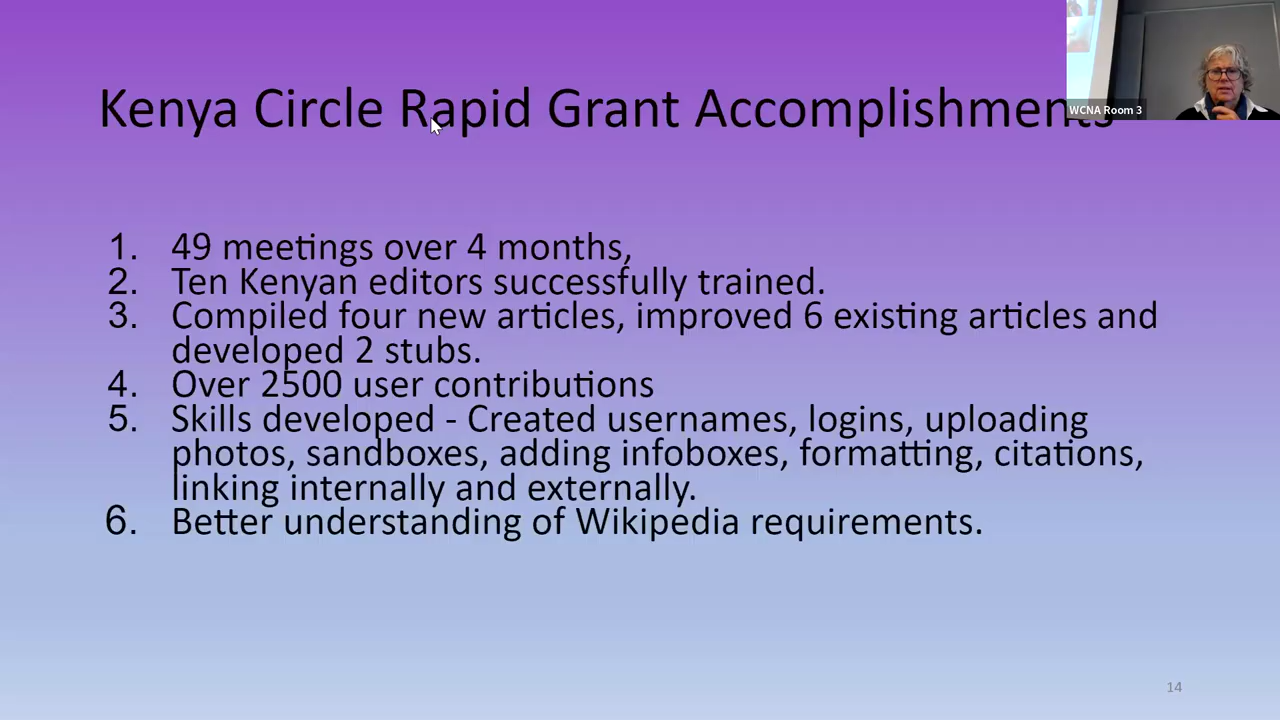 Kenya Circle Rapid Grant Accomplishments
WCNA Room 3
1. 49 meetings over 4 months,
2. Ten Kenyan editors successfully trained.
3. Compiled four new articles, improved 6 existing articles and
developed 2 stubs.
4. Over 2500 user contributions
5. Skills developed - Created usernames, logins, uploading
photos, sandboxes, adding infoboxes, formatting, citations,
linking internally and externally.
6. Better understanding of Wikipedia requirements.
14